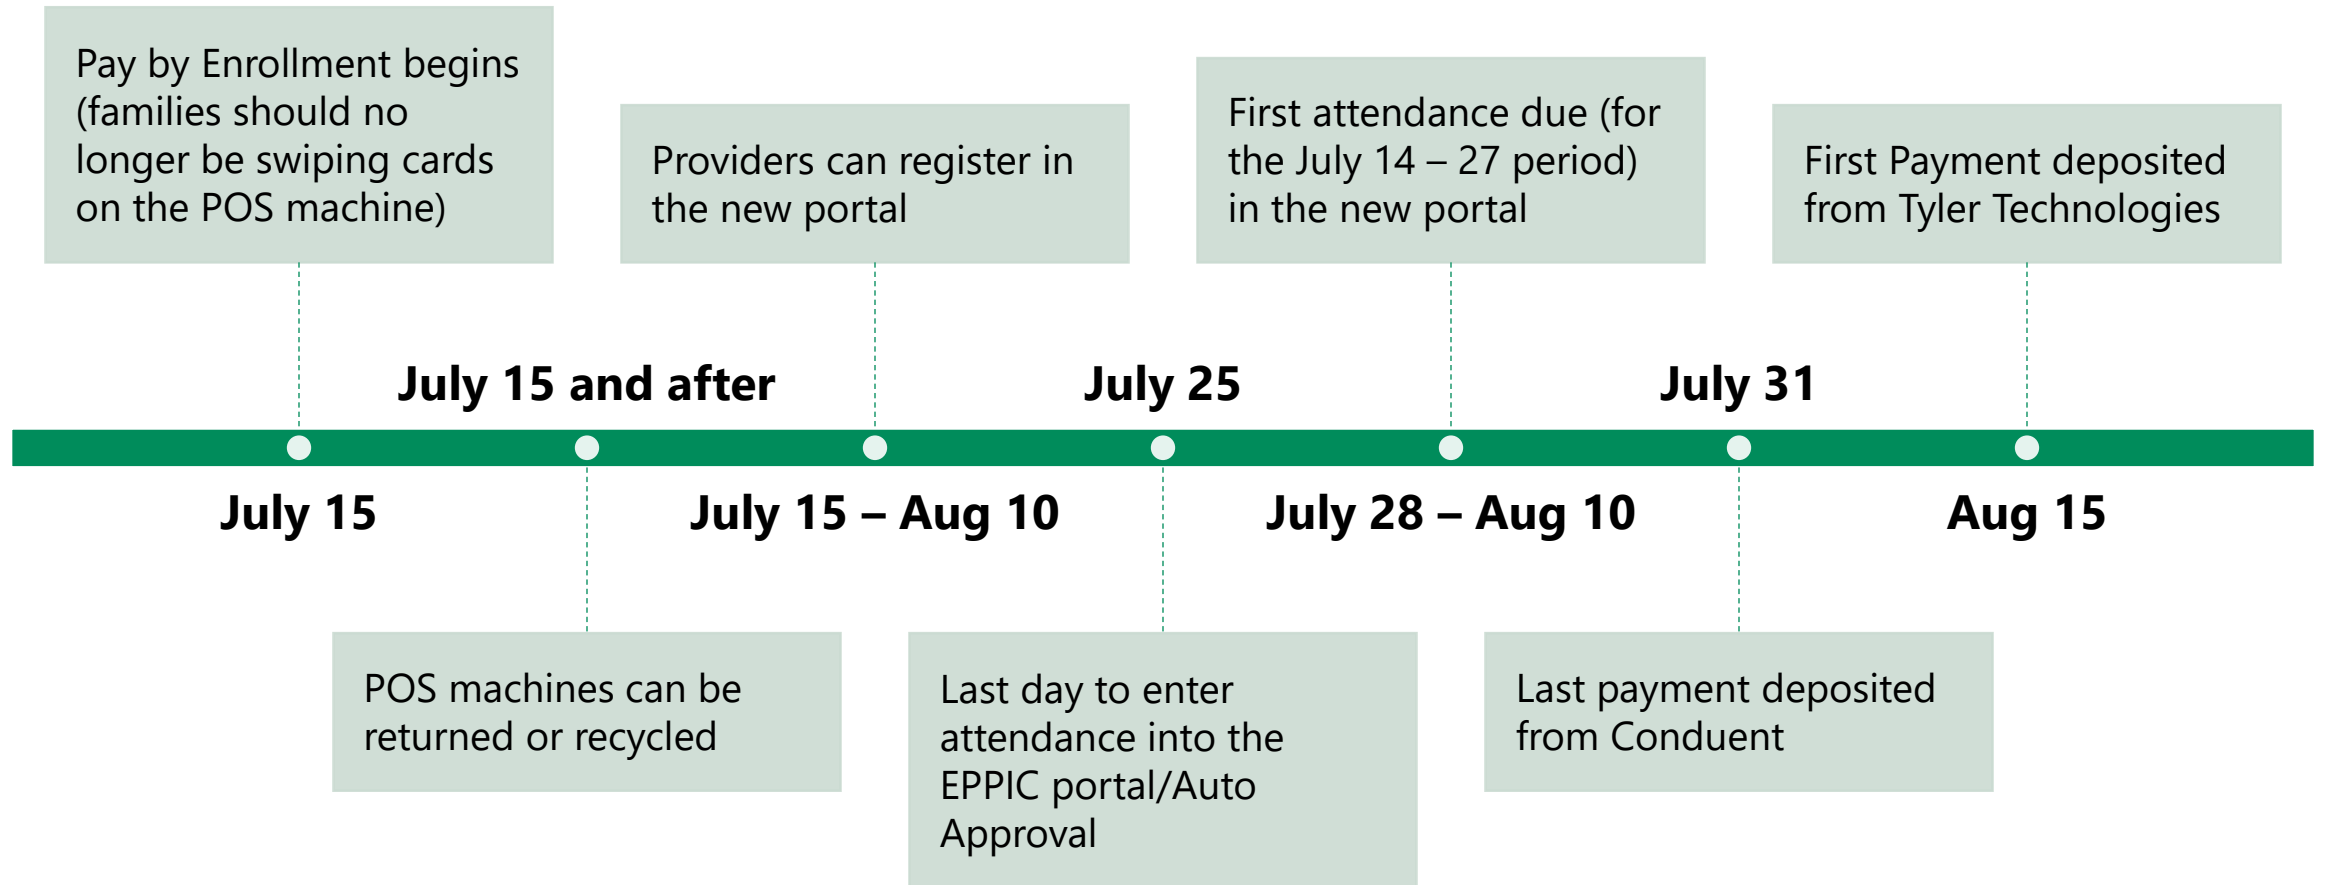 Pay by Enrollment begins
(families should no
longer be swiping cards
on the POS machine)
Providers can register in
the new portal
First attendance due (for
the July 14 – 27 period)
in the new portal
First Payment deposited
from Tyler Technologies
July 15 and after
July 25
July 31
July 15
July 15 – Aug 10
July 28 – Aug 10
Aug 15
POS machines can be
returned or recycled
Last day to enter
attendance into the
EPPIC portal/Auto
Approval
Last payment deposited
from Conduent